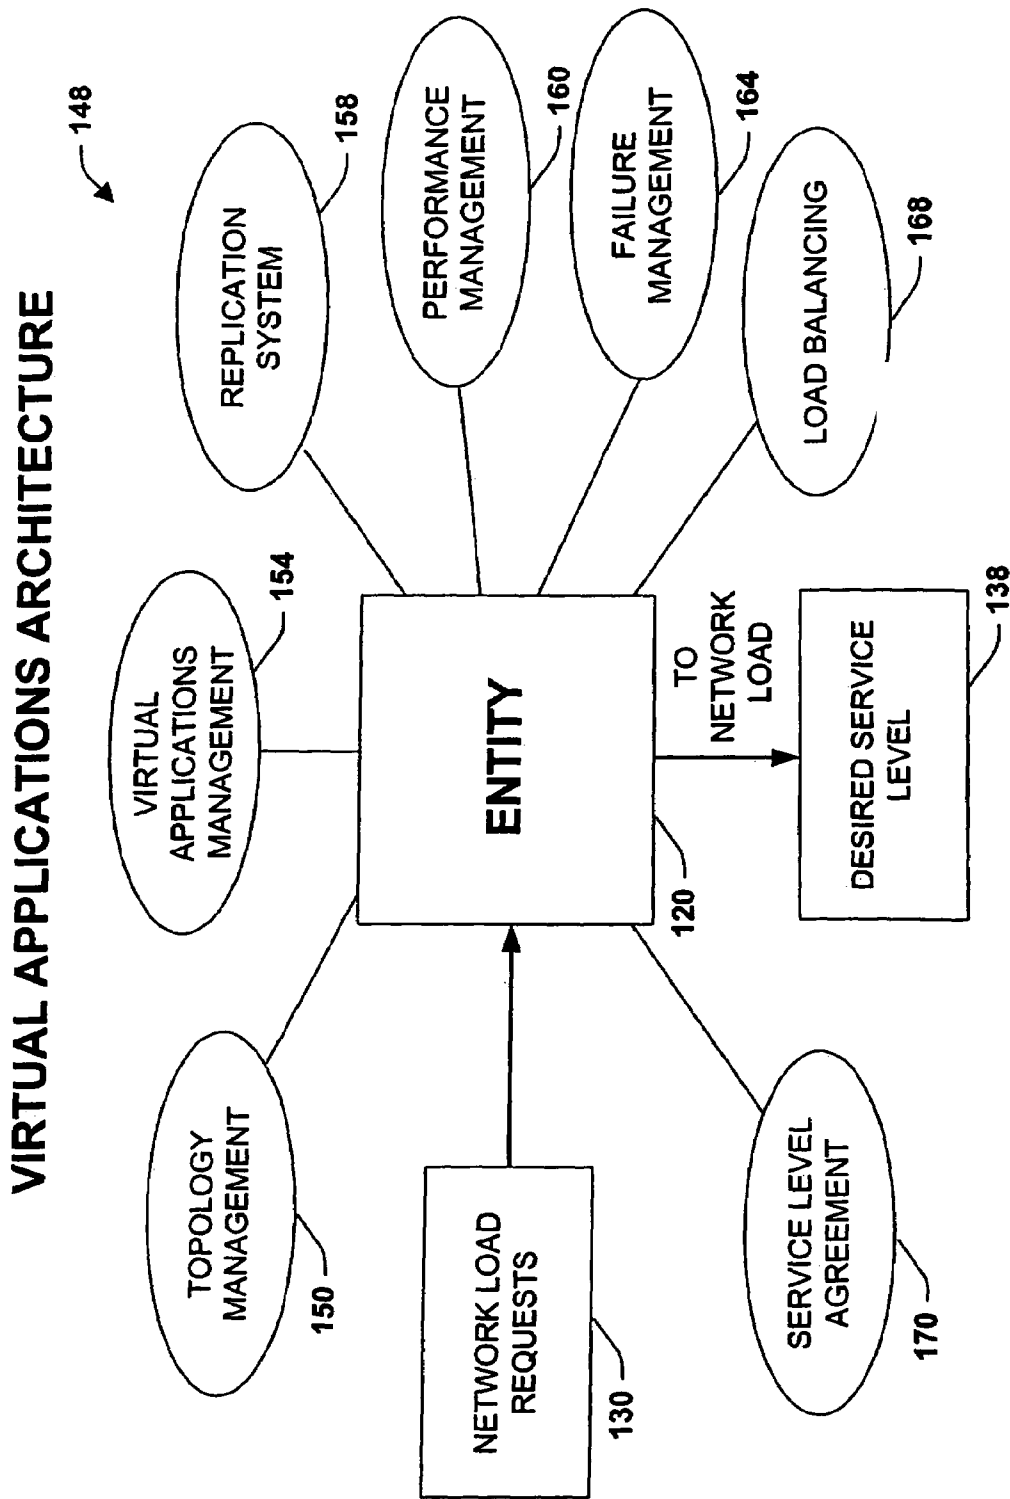 VIRTUAL APPLICATIONS ARCHITECTURE
148
TOPOLOGY
MANAGEMENT
150
VIRTUAL
APPLICATIONS
MANAGEMENT
154
REPLICATION
SYSTEM
158
PERFORMANCE
MANAGEMENT
160
FAILURE
MANAGEMENT
164
LOAD BALANCING
168
NETWORK LOAD
REQUESTS
130
ENTITY
120
TO
NETWORK
LOAD
SERVICE LEVEL
AGREEMENT
170
DESIRED SERVICE
LEVEL
138